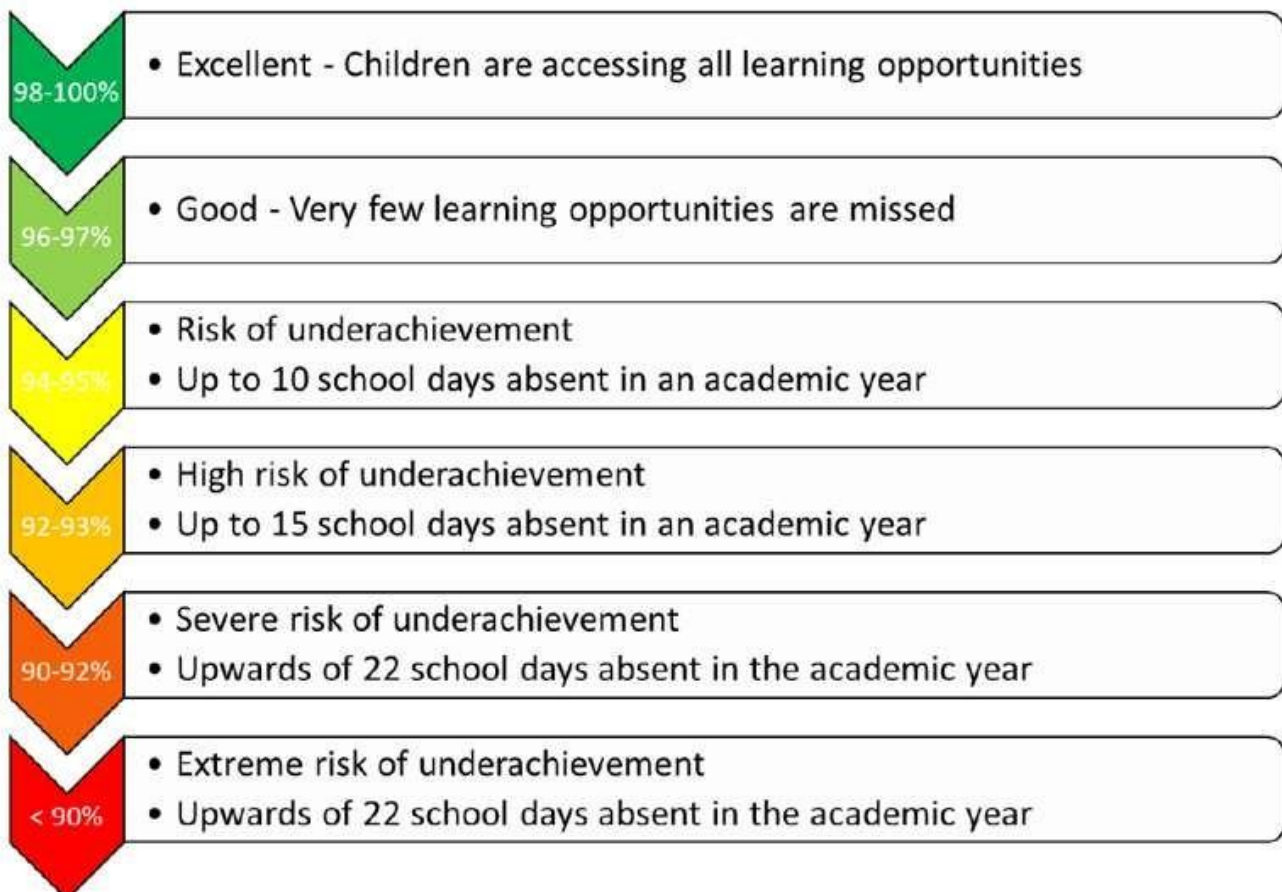 98-100%
• Excellent - Children are accessing all learning opportunities
96-97%
• Good - Very few learning opportunities are missed
94-95%
• Risk of underachievement
• Up to 10 school days absent in an academic year
92-93%
• High risk of underachievement
• Up to 15 school days absent in an academic year
90-92%
• Severe risk of underachievement
• Upwards of 22 school days absent in the academic year
< 90%
• Extreme risk of underachievement
• Upwards of 22 school days absent in the academic year